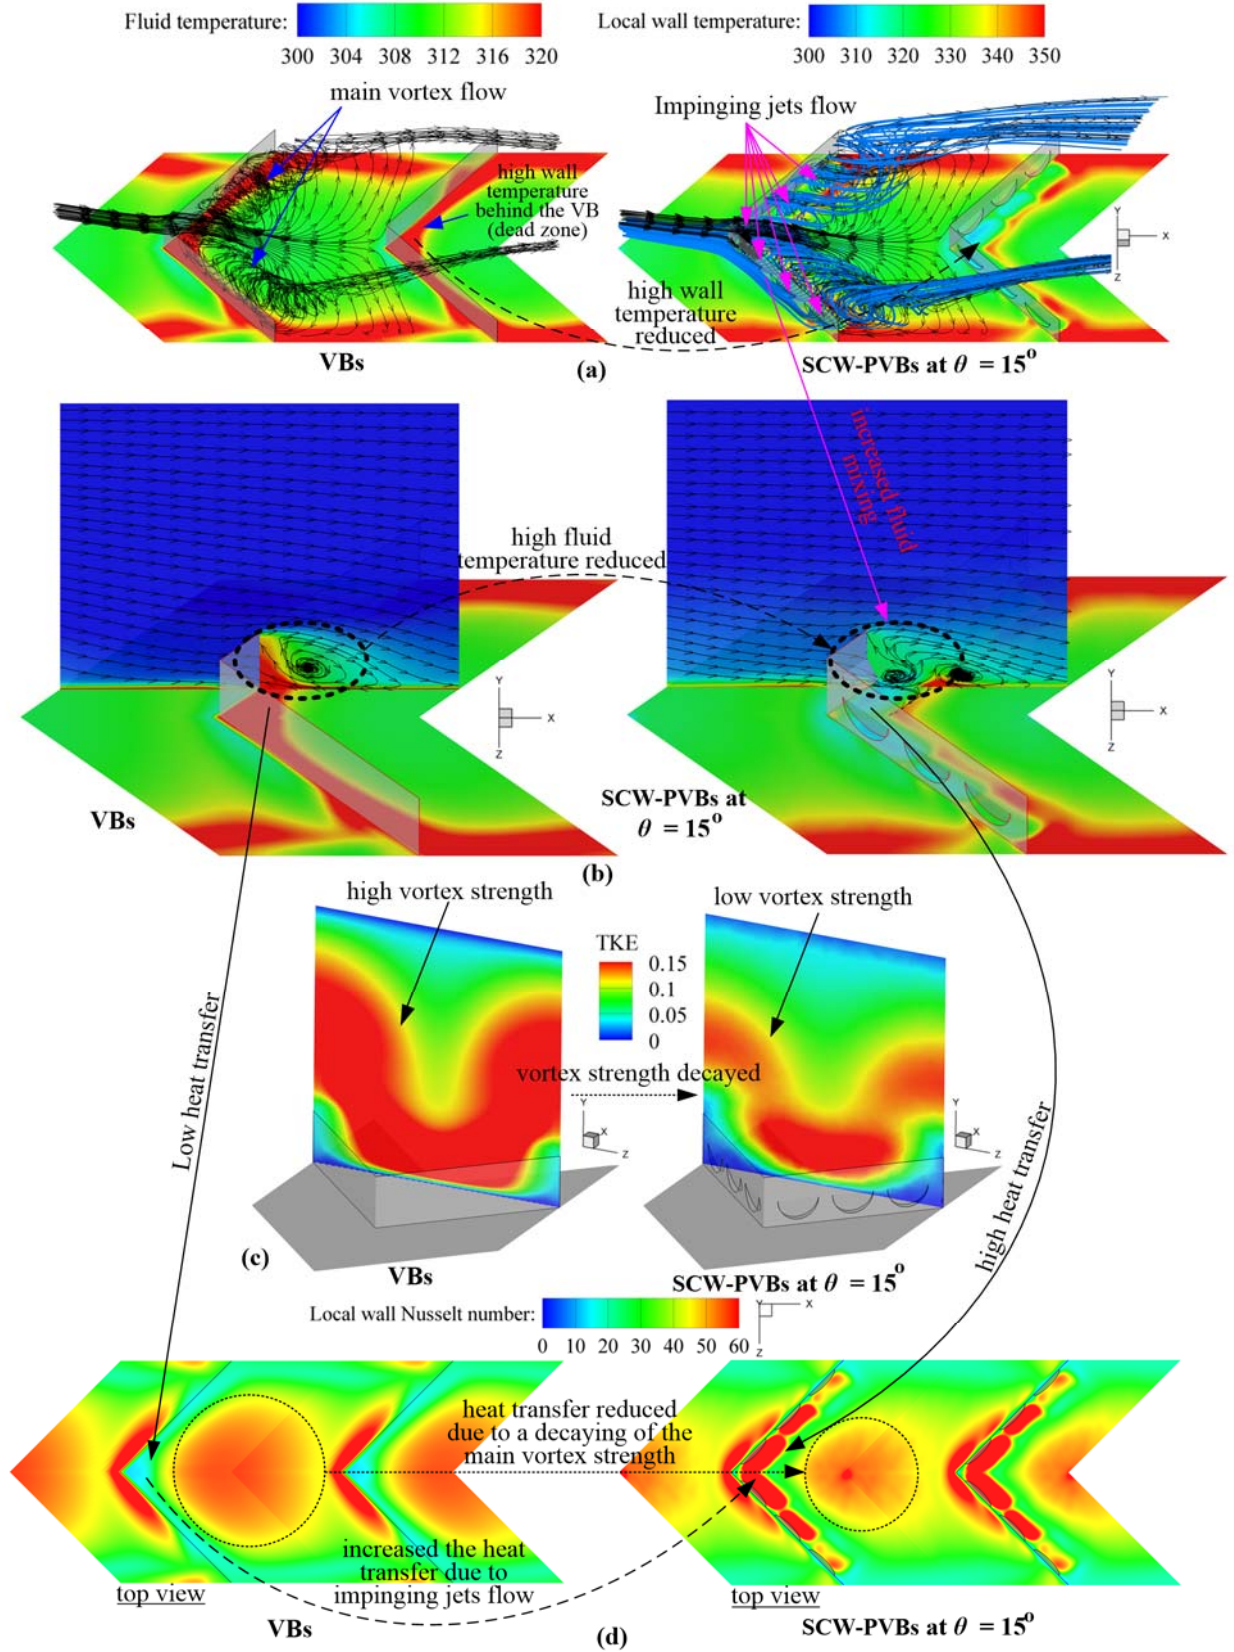 Fluid temperature:
300 304 308 312 316 320
Local wall temperature:
300 310 320 330 340 350
main vortex flow
Impinging jets flow
high wall
temperature
behind the VB
(dead zone)
Y
X
Z
high wall
temperature
reduced
VBs
(a)
SCW-PVBs at θ = 15°
increased fluid
mixing
high fluid
temperature reduced
Y
X
Z
Y
X
Z
VBs
SCW-PVBs at
θ = 15°
(b)
high vortex strength
low vortex strength
TKE
0.15
0.1
0.05
0
Low heat transfer
vortex strength decayed
high heat transfer
Y
X
Z
Y
X
Z
(c)
VBs
SCW-PVBs at θ = 15°
Local wall Nusselt number:
0 10 20 30 40 50 60
Y
X
Z
heat transfer reduced
due to a decaying of the
main vortex strength
increased the heat
transfer due to
impinging jets flow
top view
top view
VBs
SCW-PVBs at θ = 15°
(d)